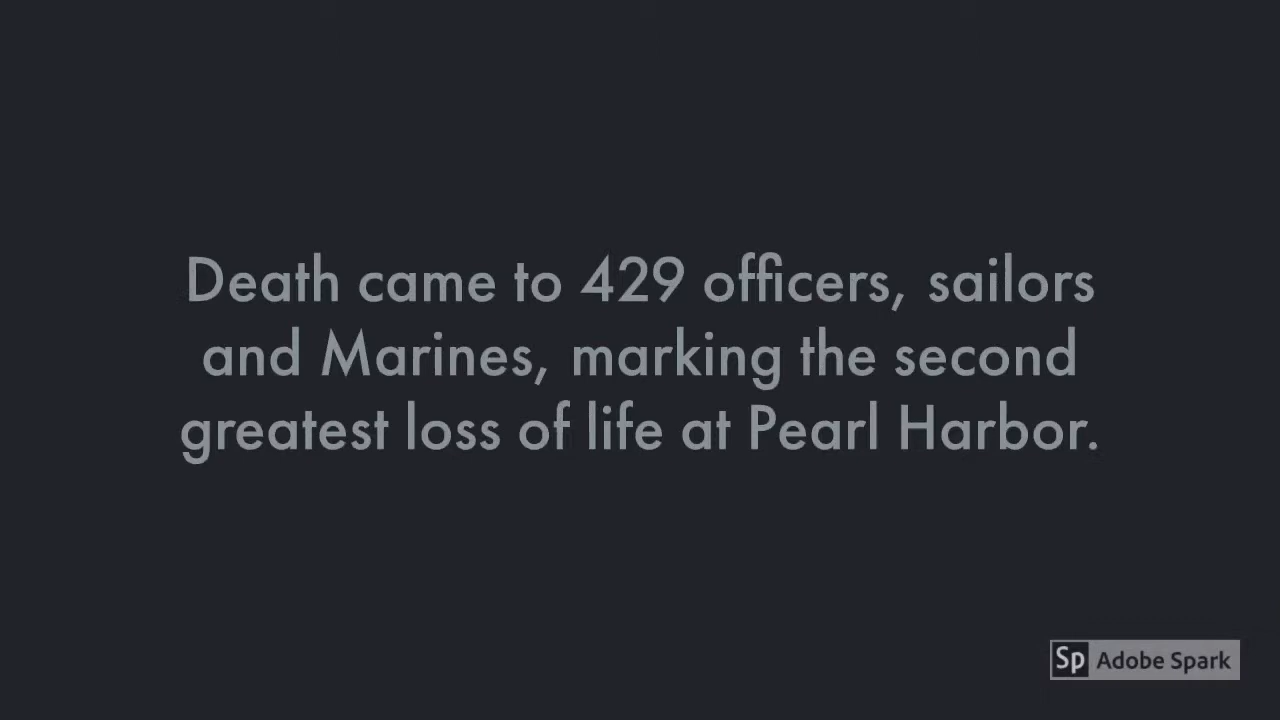 Death came to 429 officers, sailors
and Marines, marking the second
greatest loss of life at Pearl Harbor.
Sp Adobe Spark